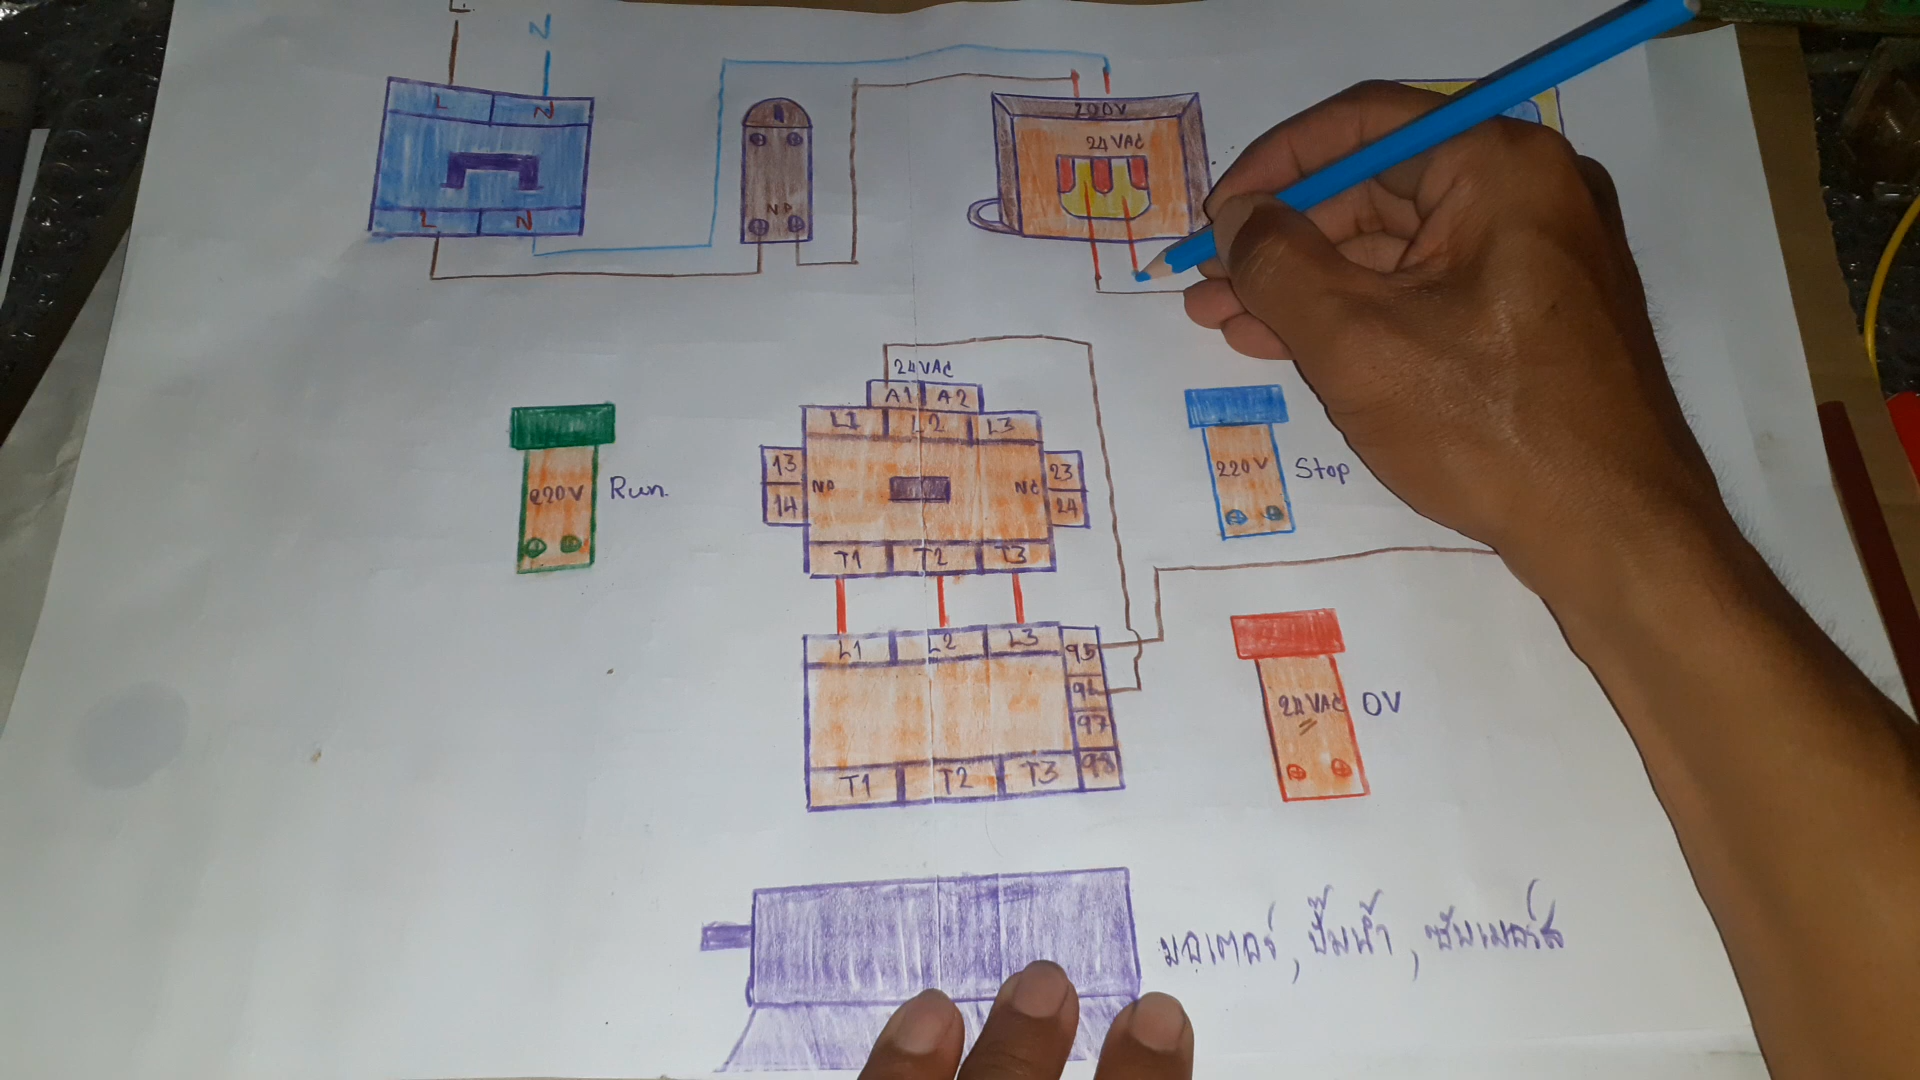 N
L N
L N
NO
220V
24VAC
24VAC
A1 A2
L1 L2 L3
13 23
NO NC
14 24
T1 T2 T3
220V Run
220V Stop
L1 L2 L3 95
96
97
98
T1 T2 T3
24VAC OV
มอเตอร์, ปั๊มน้ำ, ซับเมอร์ส